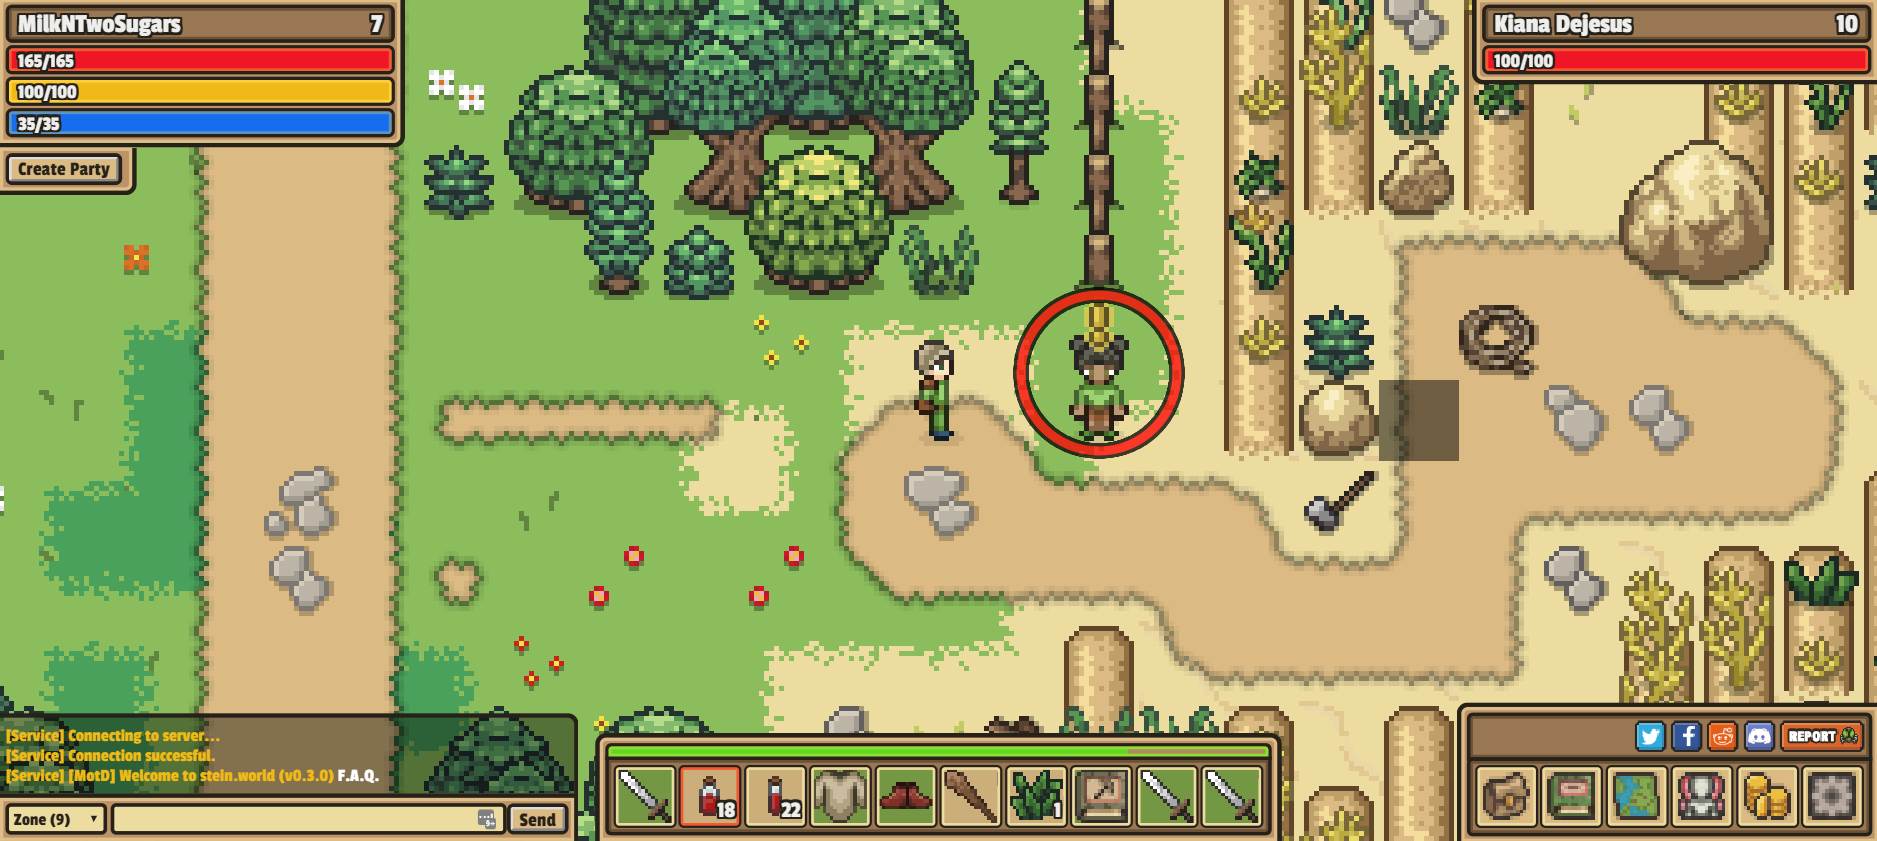 MilkNTwoSugars 7
165/165
100/100
35/35
Create Party
Kiana Dejesus 10
100/100
[Service] Connecting to server...
[Service] Connection successful.
[Service] [MotD] Welcome to stein.world (v0.3.0) F.A.Q.
Zone (9)
Send
18
22
1
REPORT